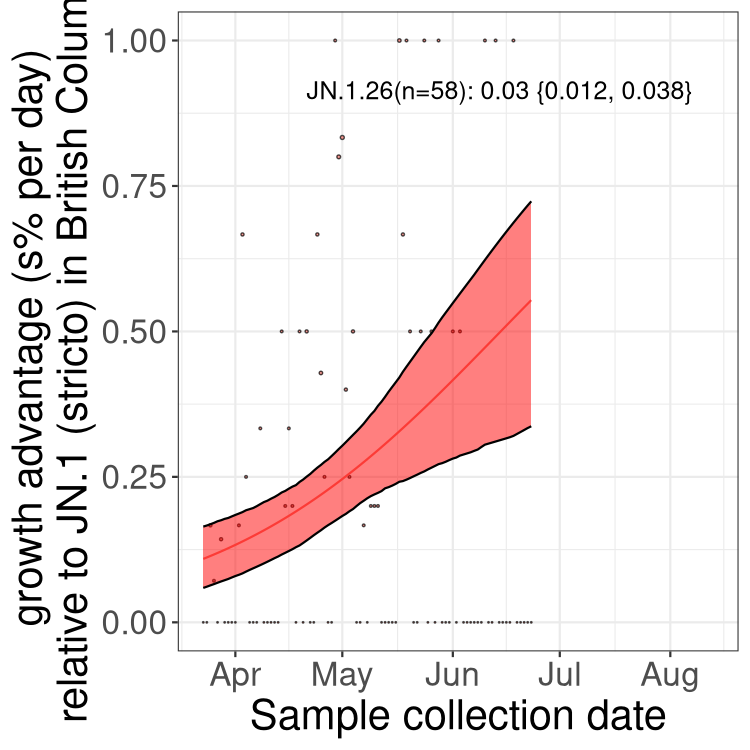 growth advantage (s% per day)
relative to JN.1 (stricto) in British Colum
1.00
0.75
0.50
0.25
0.00
JN.1.26(n=58): 0.03 {0.012, 0.038}
Apr May Jun Jul Aug
Sample collection date